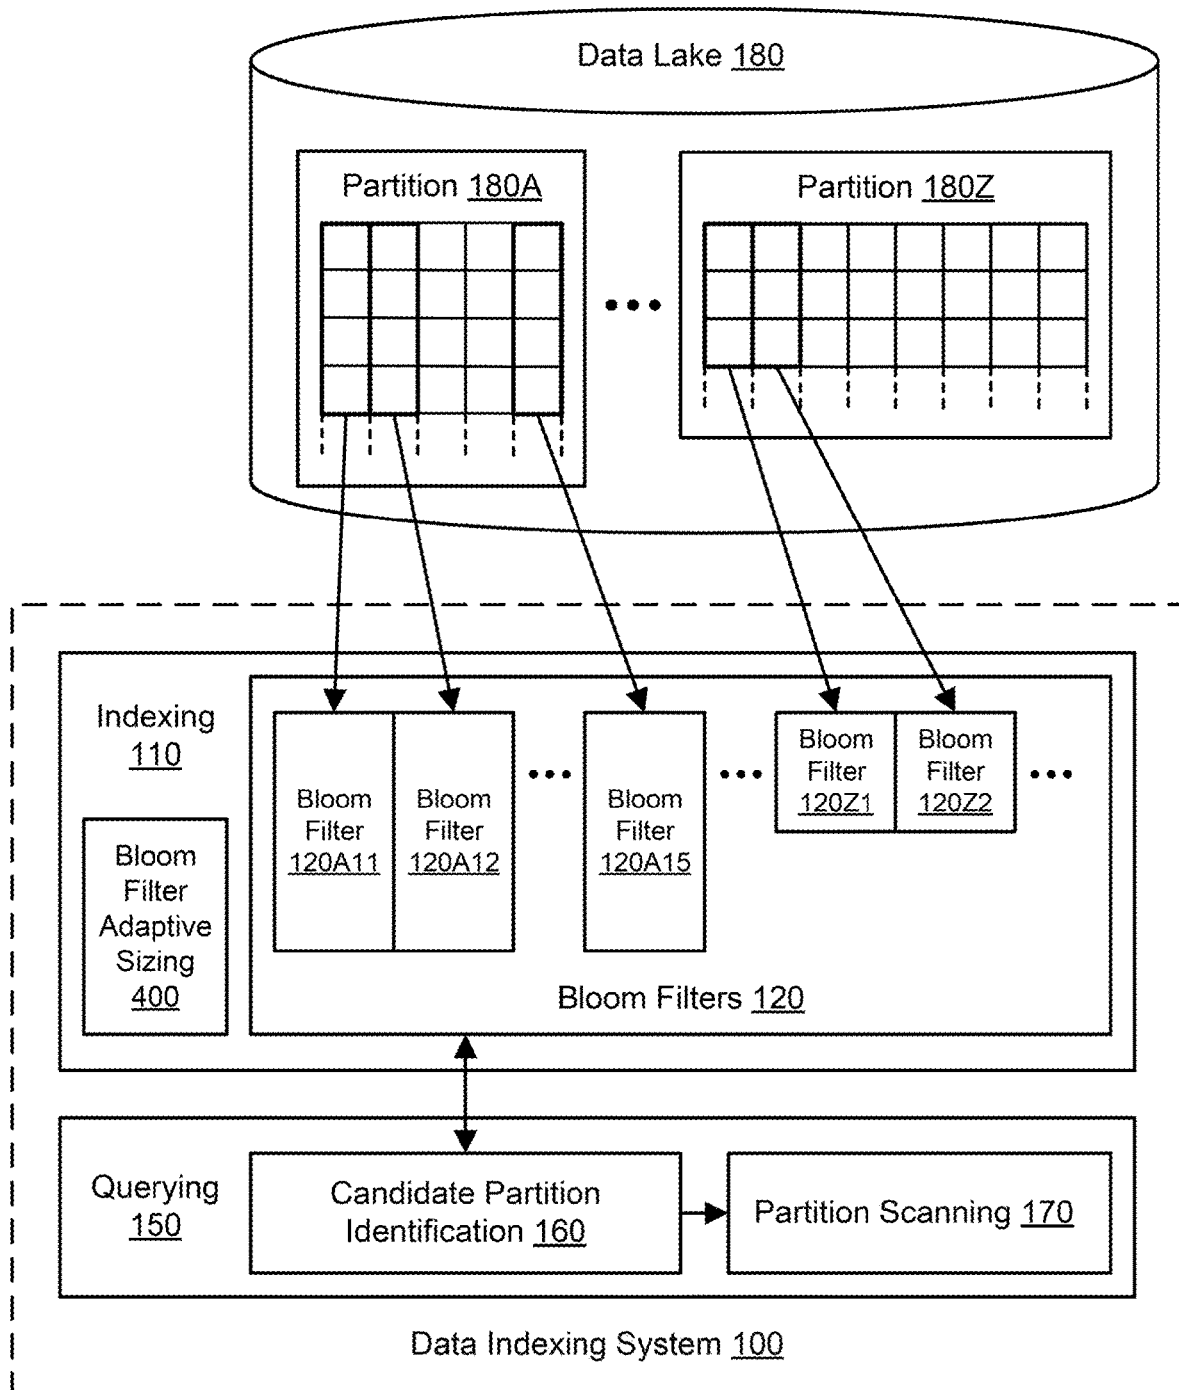 Data Lake 180
Partition 180A
Partition 180Z
Indexing
110
Bloom
Filter
Adaptive
Sizing
400
Bloom
Filter
120A11
Bloom
Filter
120A12
Bloom
Filter
120A15
Bloom
Filter
120Z1
Bloom
Filter
120Z2
Bloom Filters 120
Querying
150
Candidate Partition
Identification 160
Partition Scanning 170
Data Indexing System 100